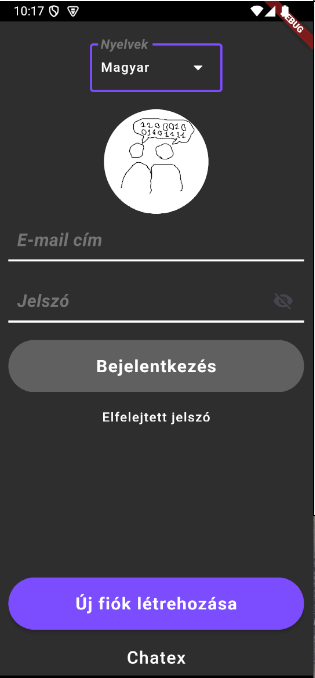 10:17
DEBUG
Nyelvek
Magyar
E-mail cím
Jelszó
Bejelentkezés
Elfelejtett jelszó
Új fiók létrehozása
Chatex